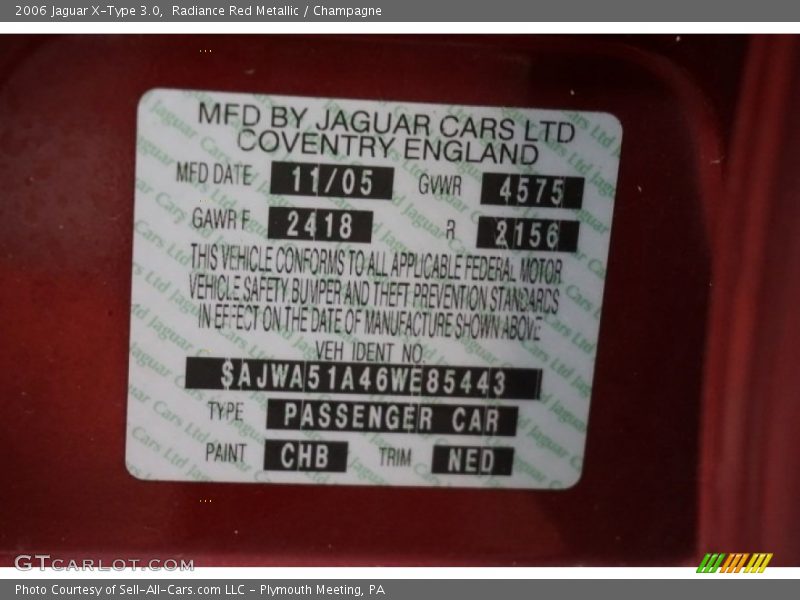 2006 Jaguar X-Type 3.0, Radiance Red Metallic / Champagne
MFD BY JAGUAR CARS LTD
COVENTRY ENGLAND
MFD DATE 11/05 GVWR 4575
GAWR F 2418 R 2156
THIS VEHICLE CONFORMS TO ALL APPLICABLE FEDERAL MOTOR
VEHICLE SAFETY BUMPER AND THEFT PREVENTION STANDARDS
IN EFFECT ON THE DATE OF MANUFACTURE SHOWN ABOVE
VEH IDENT NO.
SAJWA51A46WE85443
TYPE PASSENGER CAR
PAINT CHB TRIM NED
GTCARLOT.COM
Photo Courtesy of Sell-All-Cars.com LLC - Plymouth Meeting, PA